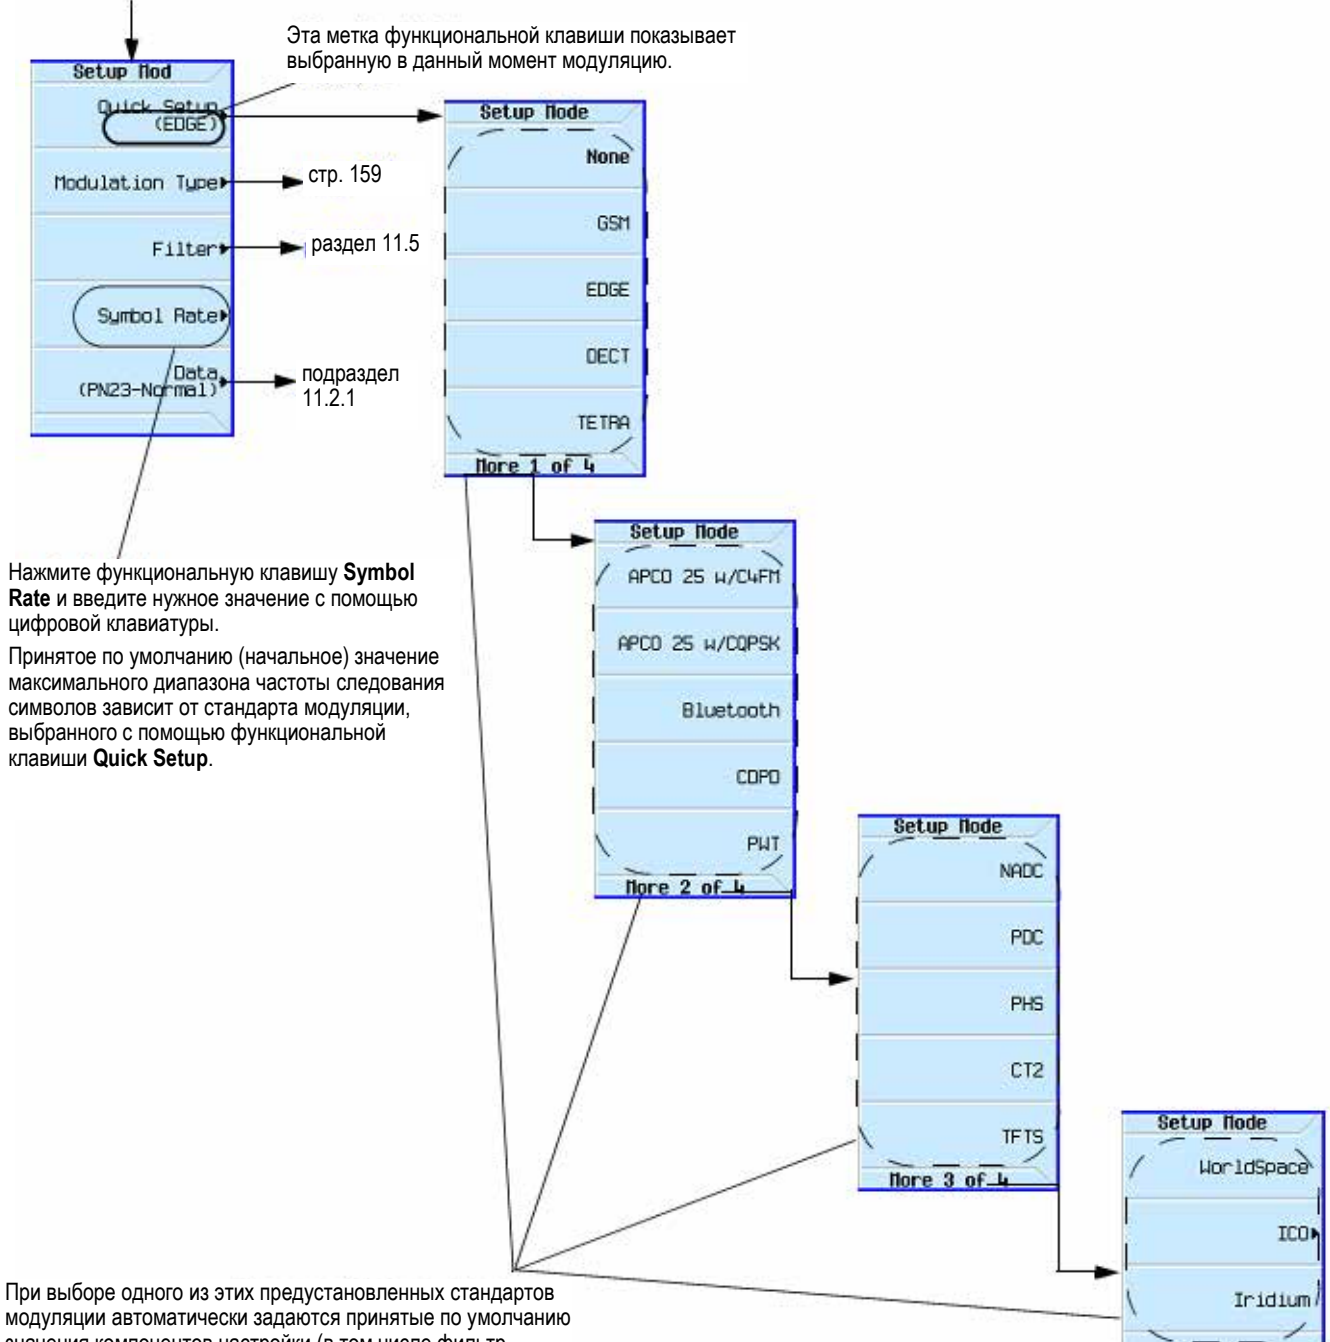 Эта метка функциональной клавиши показывает
выбранную в данный момент модуляцию.
Setup Mod
Quick Setup
(EDGE)
Modulation Type
стр. 159
Filter
раздел 11.5
Symbol Rate
Data
(PN23-Normal)
подраздел
11.2.1
Setup Mode
None
GSM
EDGE
DECT
TETRA
More 1 of 4
Нажмите функциональную клавишу Symbol
Rate и введите нужное значение с помощью
цифровой клавиатуры.
Принятое по умолчанию (начальное) значение
максимального диапазона частоты следования
символов зависит от стандарта модуляции,
выбранного с помощью функциональной
клавиши Quick Setup.
Setup Mode
APCO 25 w/C4FM
APCO 25 w/CQPSK
Bluetooth
CDPD
PWT
More 2 of 4
Setup Mode
NADC
PDC
PHS
CT2
TFTS
More 3 of 4
Setup Mode
WorldSpace
ICO
Iridium
При выборе одного из этих предустановленных стандартов
модуляции автоматически задаются принятые по умолчанию
значения компонентов настройки (в том числе фильтр